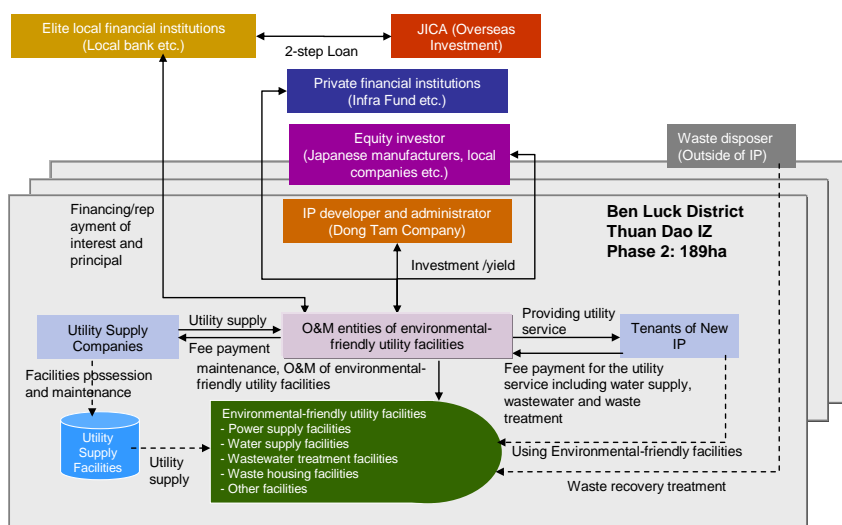 Elite local financial institutions
(Local bank etc.)
2-step Loan
JICA (Overseas
Investment)
Private financial institutions
(Infra Fund etc.)
Equity investor
(Japanese manufacturers, local
companies etc.)
Waste disposer
(Outside of IP)
Financing/rep
ayment of
interest and
principal
IP developer and administrator
(Dong Tam Company)
Ben Luck District
Thuan Dao IZ
Phase 2: 189ha
Investment /yield
Utility Supply
Companies
Utility supply
Fee payment
O&M entities of environmental-
friendly utility facilities
Providing utility
service
Tenants of New
IP
Facilities possession
and maintenance
maintenance, O&M of environmental-
friendly utility facilities
Fee payment for the utility
service including water supply,
wastewater and waste
treatment
Utility
Supply
Facilities
Utility
supply
Environmental-friendly utility facilities
- Power supply facilities
- Water supply facilities
- Wastewater treatment facilities
- Waste housing facilities
- Other facilities
Using Environmental-friendly facilities
Waste recovery treatment